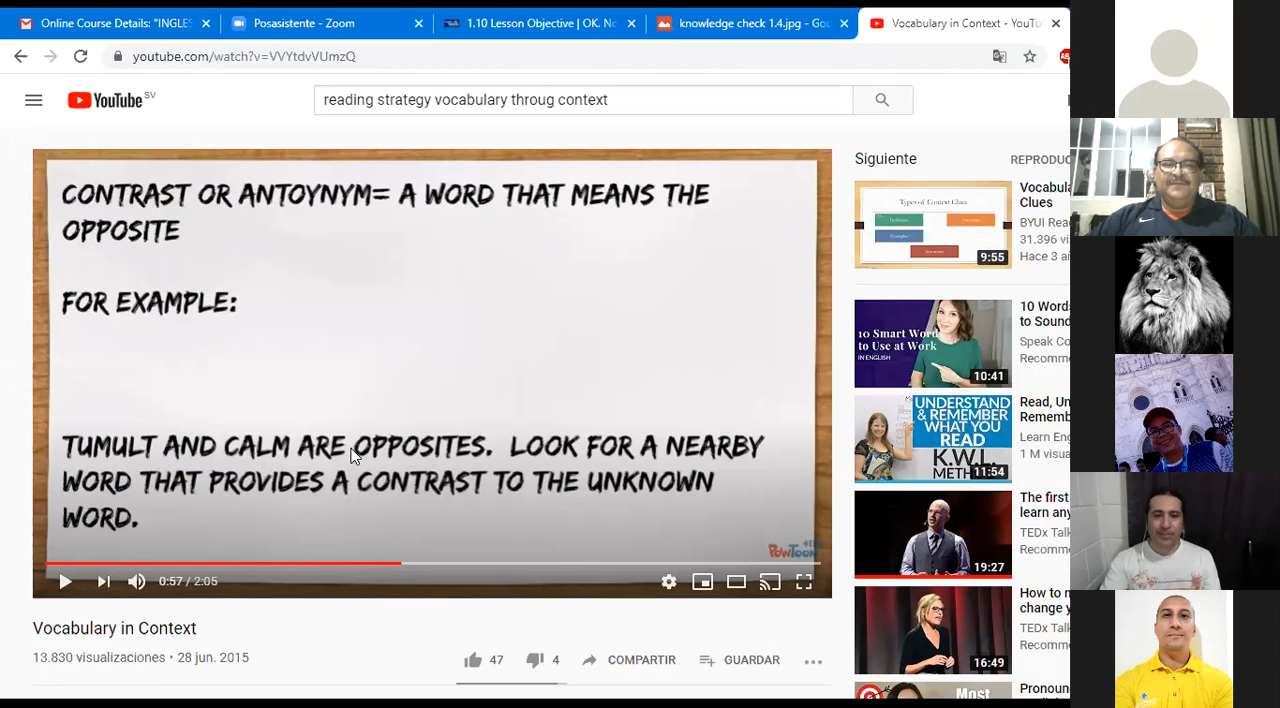 Online Course Details: "INGLES
Posasistente - Zoom
1.10 Lesson Objective | OK. No
knowledge check 1.4.jpg - Goo
Vocabulary in Context - YouTu
youtube.com/watch?v=VVYtdvVUmzQ
YouTube SV
reading strategy vocabulary throug context
CONTRAST OR ANTOYNYM= A WORD THAT MEANS THE
OPPOSITE
FOR EXAMPLE:
TUMULT AND CALM ARE OPPOSITES. LOOK FOR A NEARBY
WORD THAT PROVIDES A CONTRAST TO THE UNKNOWN
WORD.
POWTOON
0:57 / 2:05
Vocabulary in Context
13.830 visualizaciones • 28 jun. 2015
47
4
COMPARTIR
GUARDAR
Siguiente
REPRODU
Types of Context Clues
9:55
Vocabula
Clues
BYUI Rea
31.396 vi
Hace 3 a
10 Smart Word
to Use at Work
IN ENGLISH
10:41
10 Word
to Sound
Speak Co
Recomm
UNDERSTAND
& REMEMBER
WHAT YOU
READ
K.W.L.
METH
11:54
Read, Un
Rememb
Learn Eng
1 M visua
19:27
The first
learn any
TEDx Talk
Recomm
16:49
How to
change y
TEDx Talk
Recomm
Most
Pronoun